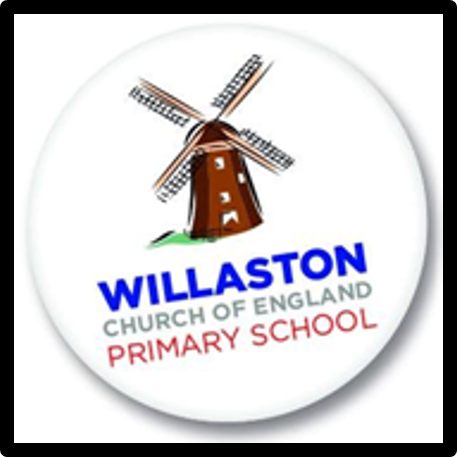 WILLASTON
CHURCH OF ENGLAND
PRIMARY SCHOOL